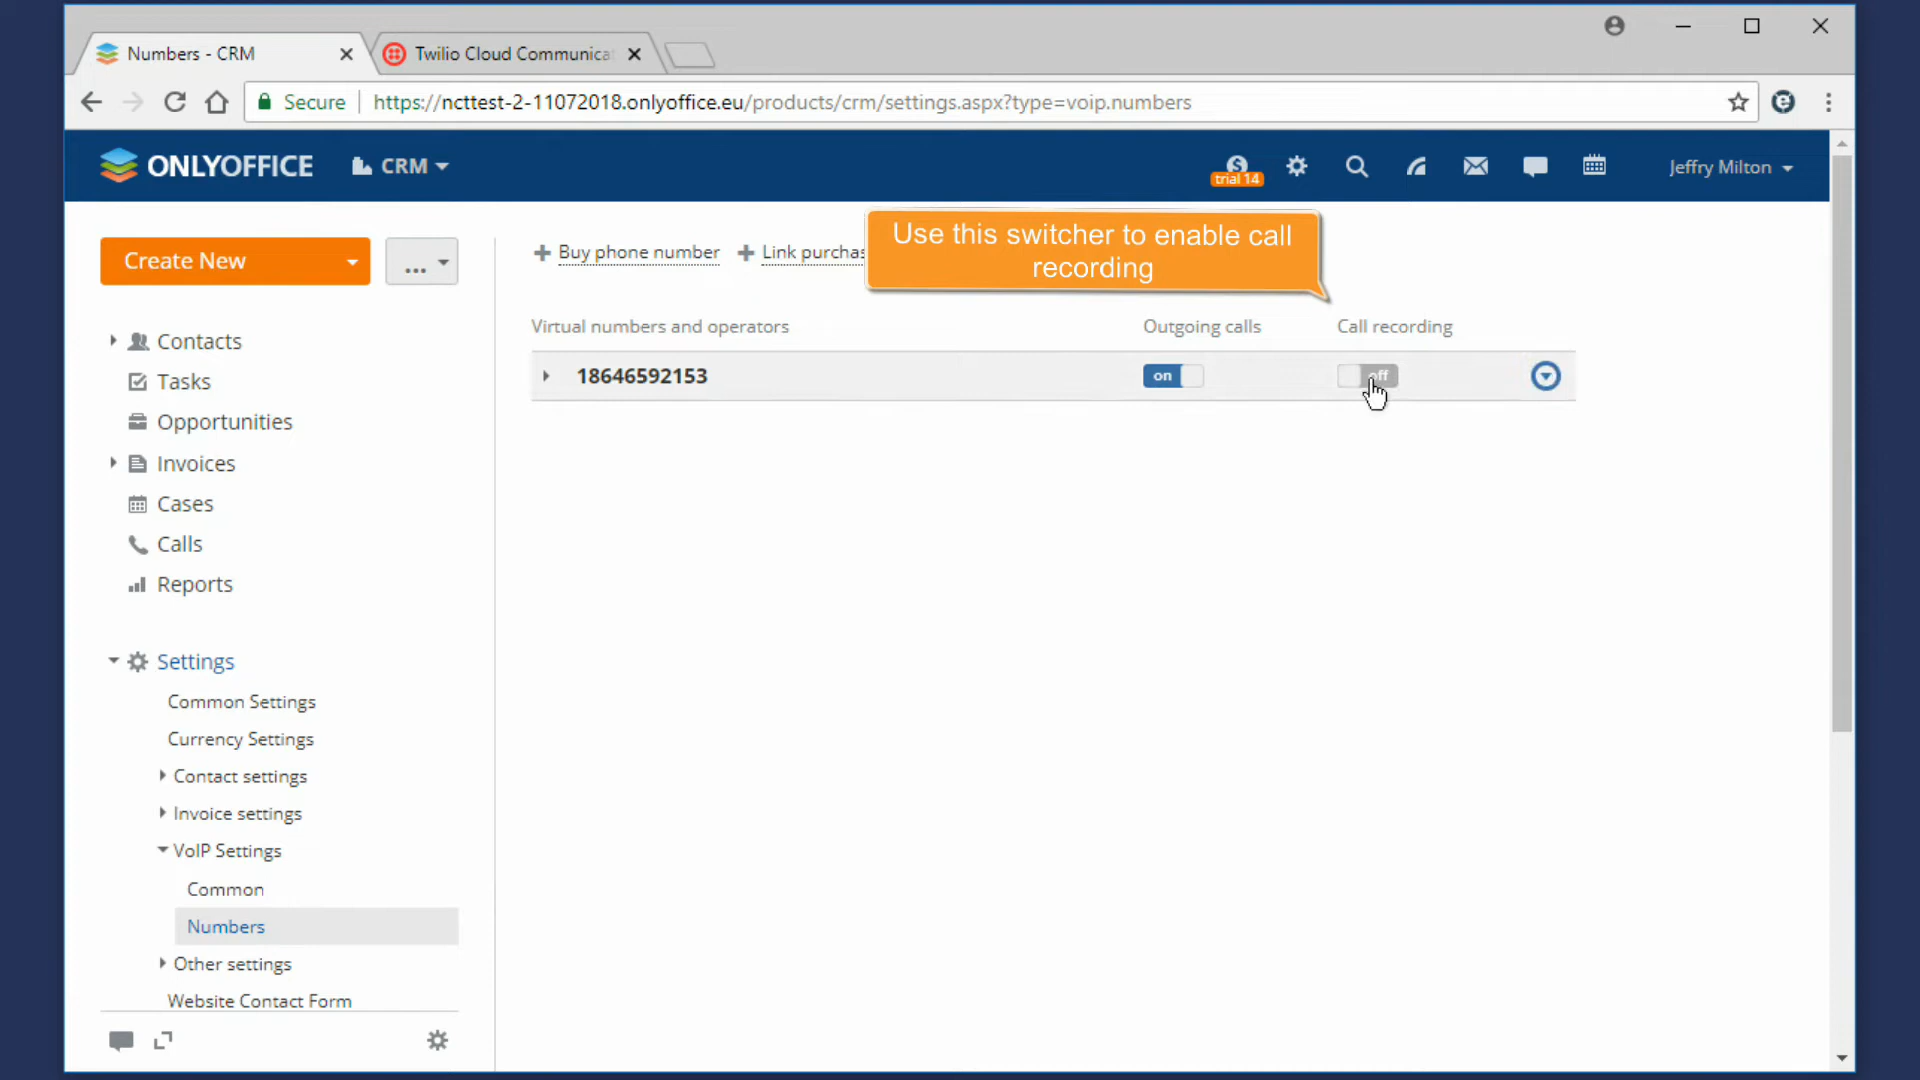 Numbers - CRM
Twilio Cloud Communica
Secure
https://ncttest-2-11072018.onlyoffice.eu/products/crm/settings.aspx?type=voip.numbers
ONLYOFFICE
CRM
trial 14
Jeffry Milton
Create New
...
Buy phone number
Link purcha
Use this switcher to enable call
recording
Virtual numbers and operators
Outgoing calls
Call recording
18646592153
on
off
Contacts
Tasks
Opportunities
Invoices
Cases
Calls
Reports
Settings
Common Settings
Currency Settings
Contact settings
Invoice settings
VoIP Settings
Common
Numbers
Other settings
Website Contact Form